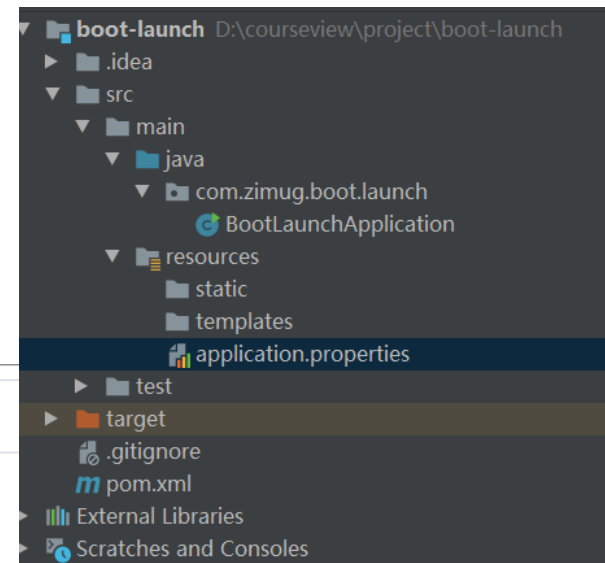 boot-launch D:\courseview\project\boot-launch
.idea
src
main
java
com.zimug.boot.launch
BootLaunchApplication
resources
static
templates
application.properties
test
target
.gitignore
pom.xml
External Libraries
Scratches and Consoles